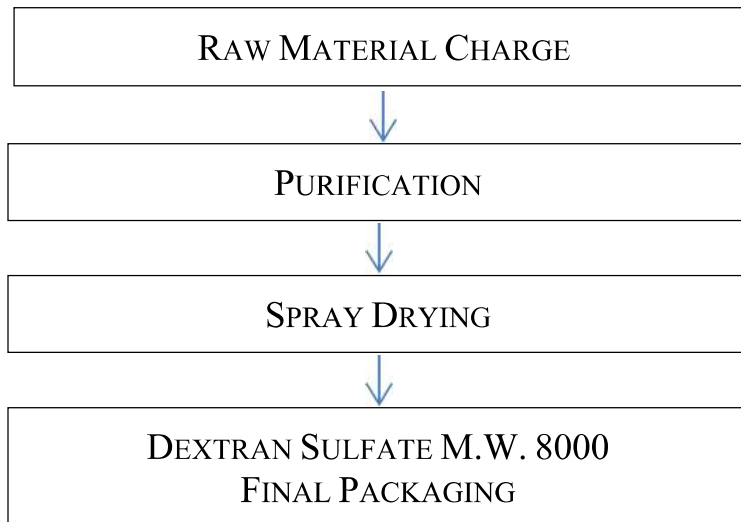 RAW MATERIAL CHARGE
PURIFICATION
SPRAY DRYING
DEXTRAN SULFATE M.W. 8000
FINAL PACKAGING